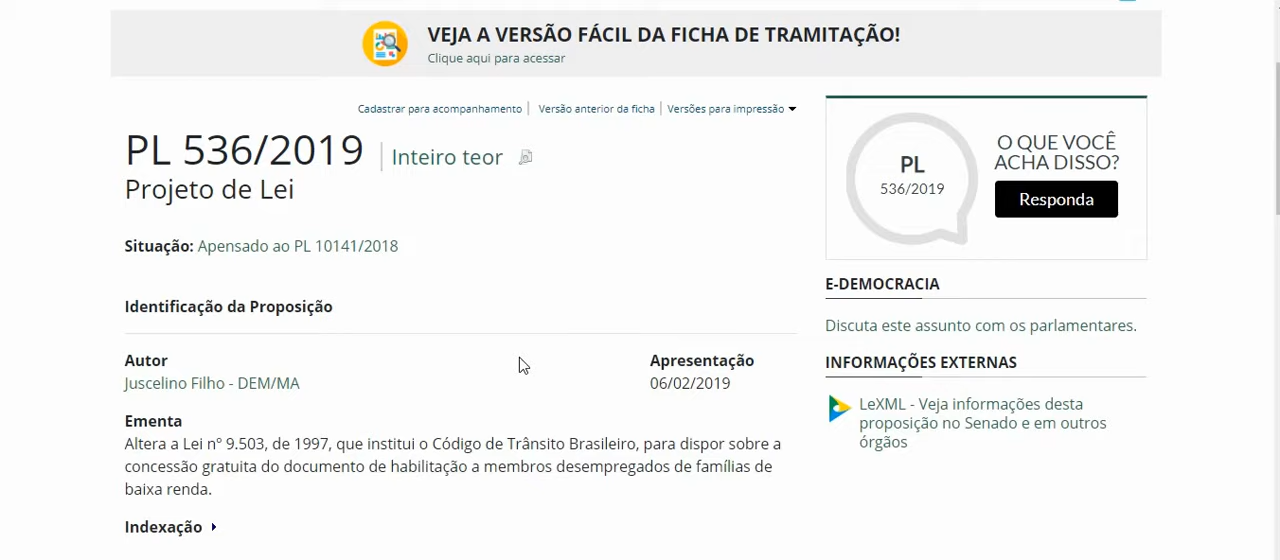 VEJA A VERSÃO FÁCIL DA FICHA DE TRAMITAÇÃO!
Clique aqui para acessar
Cadastrar para acompanhamento | Versão anterior da ficha | Versões para impressão
PL 536/2019 | Inteiro teor
Projeto de Lei
Situação: Apensado ao PL 10141/2018
Identificação da Proposição
Autor
Juscelino Filho - DEM/MA
Apresentação
06/02/2019
Ementa
Altera a Lei nº 9.503, de 1997, que institui o Código de Trânsito Brasileiro, para dispor sobre a
concessão gratuita do documento de habilitação a membros desempregados de famílias de
baixa renda.
Indexação
PL
536/2019
O QUE VOCÊ
ACHA DISSO?
Responda
E-DEMOCRACIA
Discuta este assunto com os parlamentares.
INFORMAÇÕES EXTERNAS
LeXML - Veja informações desta
proposição no Senado e em outros
órgãos